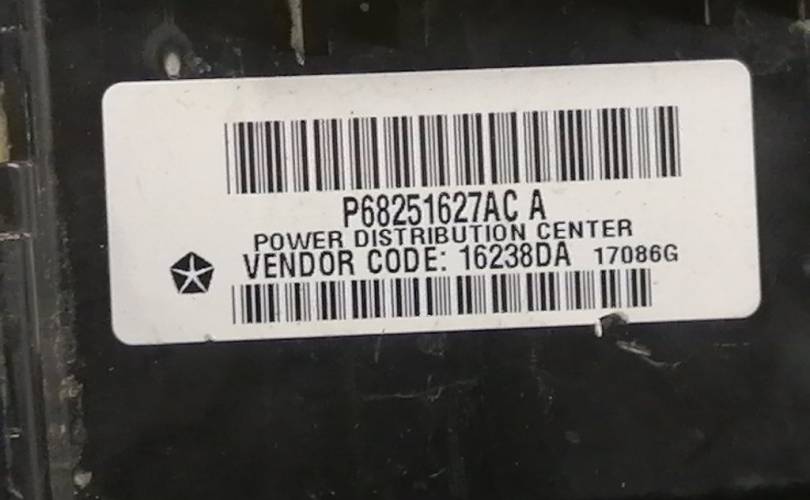 P68251627AC A
POWER DISTRIBUTION CENTER
VENDOR CODE: 16238DA 17086G